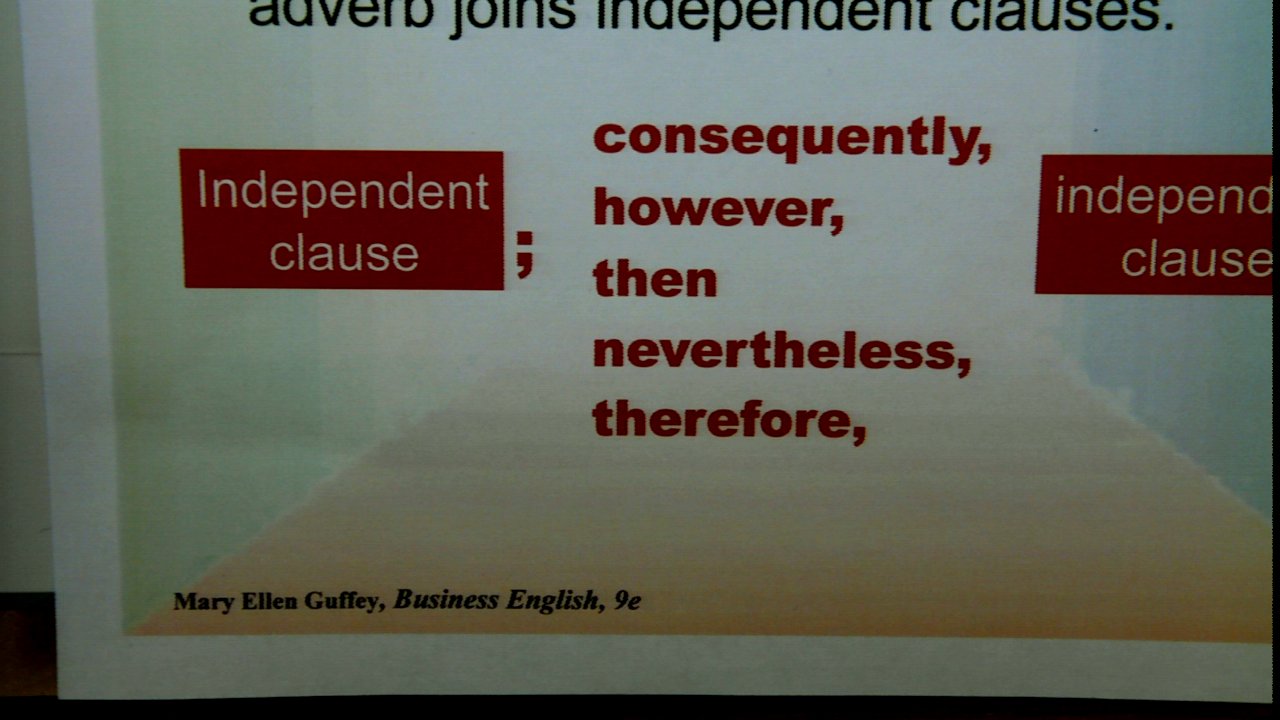 adverb joins independent clauses.
Independent
clause
;
consequently,
however,
then
nevertheless,
therefore,
independ
clause
Mary Ellen Guffey, Business English, 9e